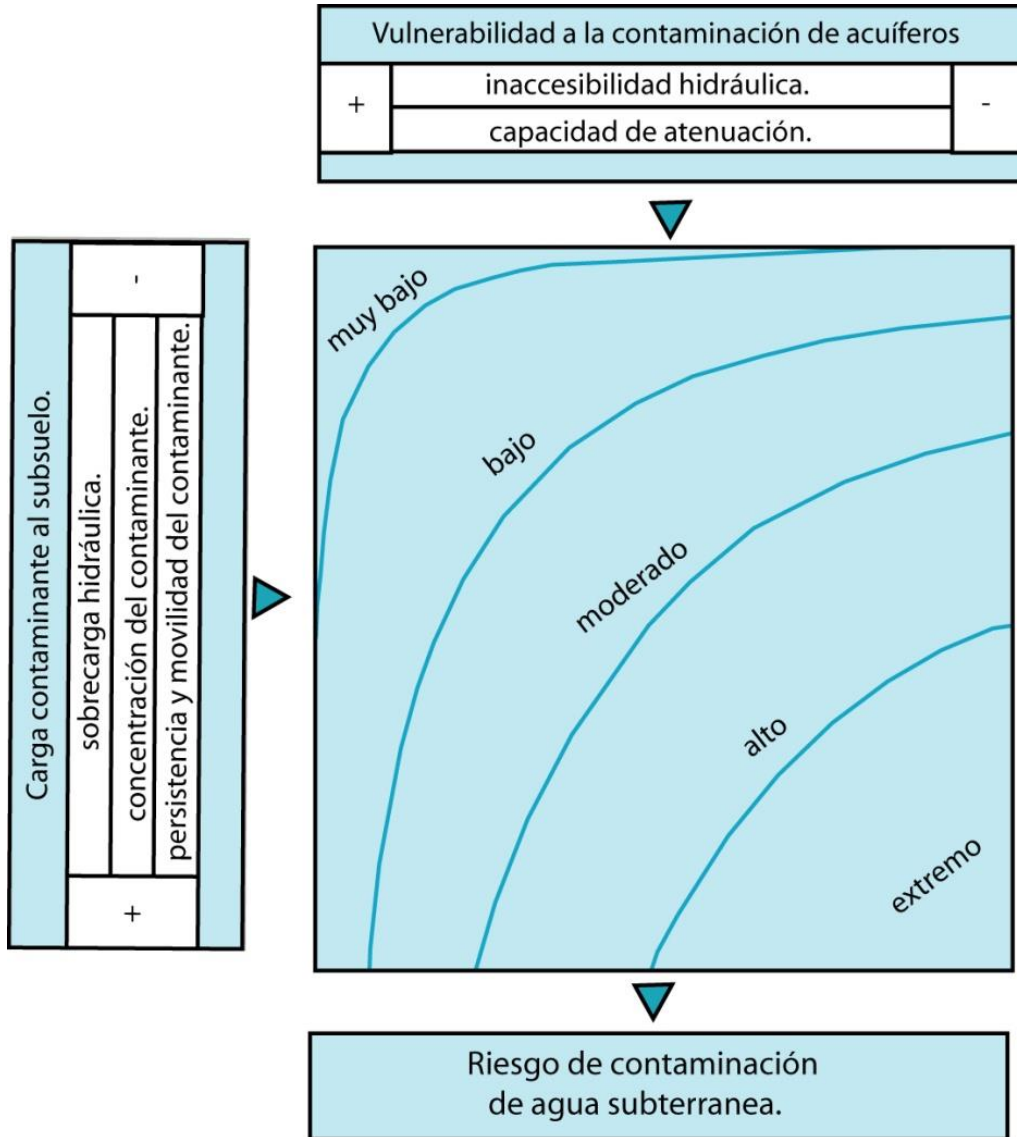 Vulnerabilidad a la contaminación de acuíferos
+
inaccesibilidad hidráulica.
-
capacidad de atenuación.
Carga contaminante al subsuelo.
-
sobrecarga hidráulica.
concentración del contaminante.
persistencia y movilidad del contaminante.
+
muy bajo
bajo
moderado
alto
extremo
Riesgo de contaminación
de agua subterranea.